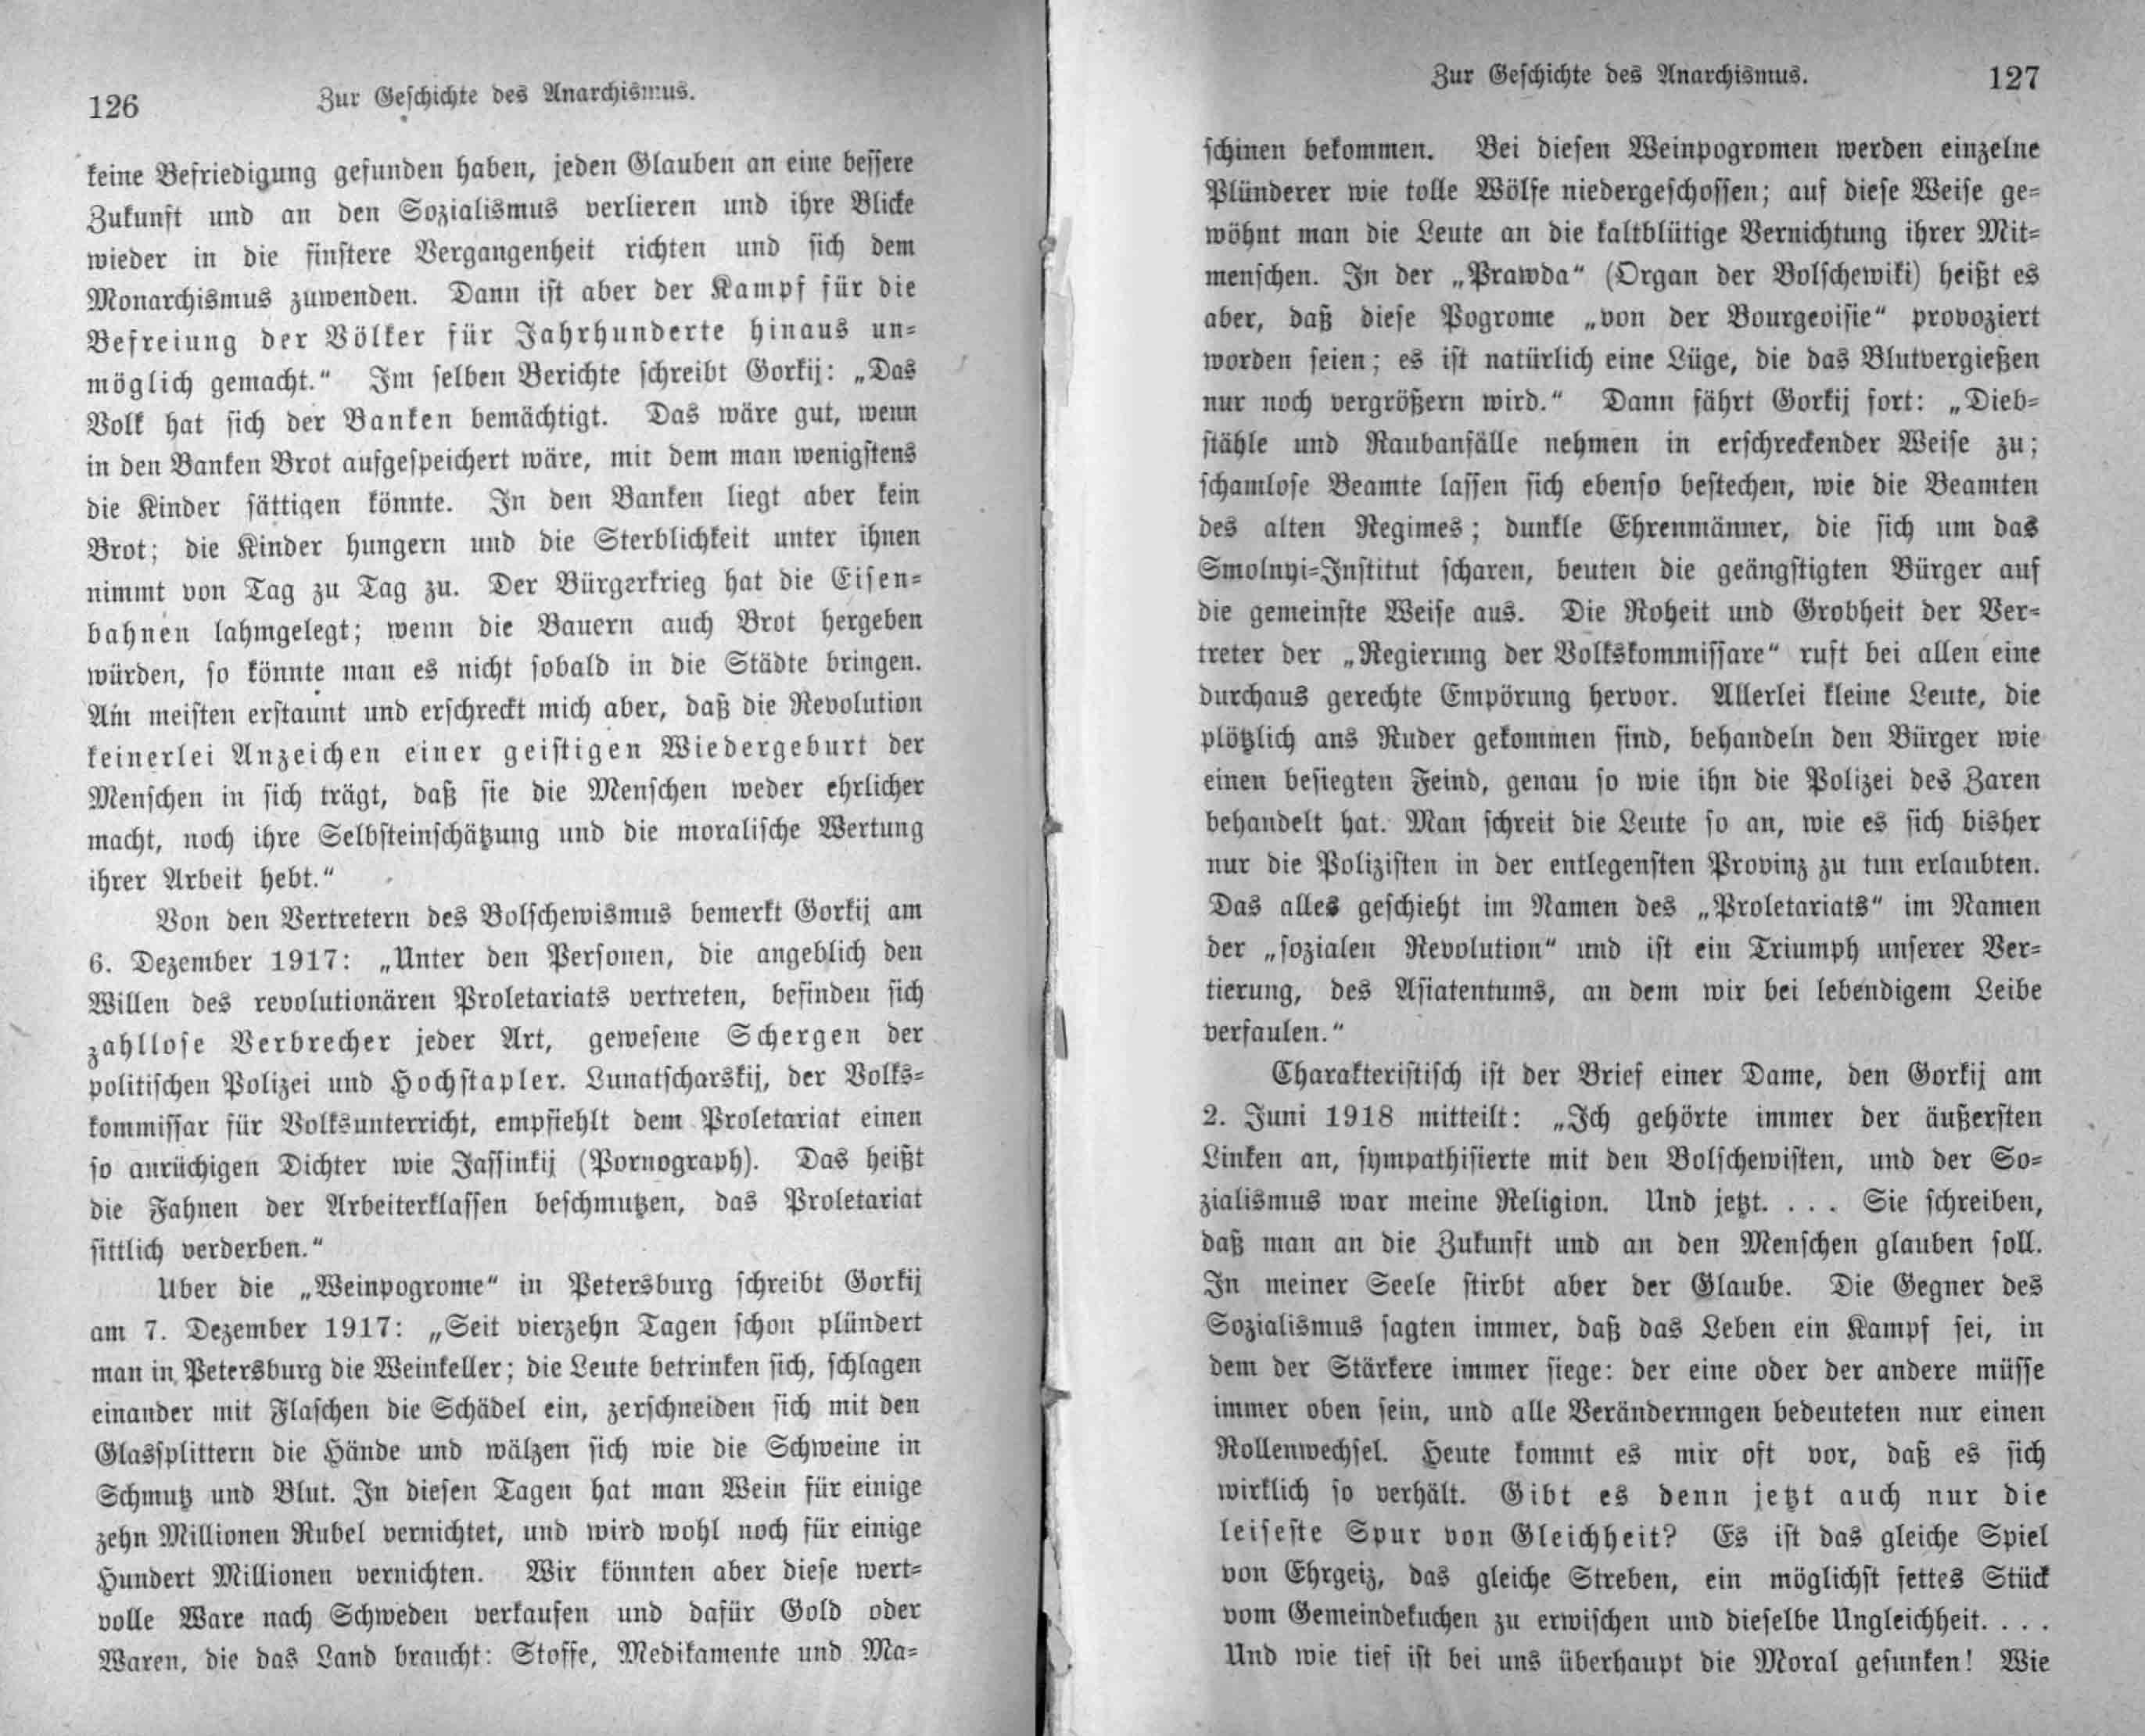 126 Zur Geschichte des Anarchismus.
keine Befriedigung gefunden haben, jeden Glauben an eine bessere
Zukunft und an den Sozialismus verlieren und ihre Blicke
wieder in die finstere Vergangenheit richten und sich dem
Monarchismus zuwenden. Dann ist aber der Kampf für die
Befreiung der Völker für Jahrhunderte hinaus un-
möglich gemacht.“ Im selben Berichte schreibt Gorkij: „Das
Volk hat sich der Banken bemächtigt. Das wäre gut, wenn
in den Banken Brot aufgespeichert wäre, mit dem man wenigstens
die Kinder sättigen könnte. In den Banken liegt aber kein
Brot; die Kinder hungern und die Sterblichkeit unter ihnen
nimmt von Tag zu Tag zu. Der Bürgerkrieg hat die Eisen-
bahnen lahmgelegt; wenn die Bauern auch Brot hergeben
würden, so könnte man es nicht sobald in die Städte bringen.
Am meisten erstaunt und erschreckt mich aber, daß die Revolution
keinerlei Anzeichen einer geistigen Wiedergeburt der
Menschen in sich trägt, daß sie die Menschen weder ehrlicher
macht, noch ihre Selbsteinschätzung und die moralische Wertung
ihrer Arbeit hebt.“
Von den Vertretern des Bolschewismus bemerkt Gorkij am
6. Dezember 1917: „Unter den Personen, die angeblich den
Willen des revolutionären Proletariats vertreten, befinden sich
zahllose Verbrecher jeder Art, gewesene Schergen der
politischen Polizei und Hochstapler. Lunatscharskij, der Volks-
kommissar für Volksunterricht, empfiehlt dem Proletariat einen
so anrüchigen Dichter wie Jassinkij (Pornograph). Das heißt
die Fahnen der Arbeiterklassen beschmutzen, das Proletariat
sittlich verderben.“
Uber die „Weinpogrome“ in Petersburg schreibt Gorkij
am 7. Dezember 1917: „Seit vierzehn Tagen schon plündert
man in Petersburg die Weinkeller; die Leute betrinken sich, schlagen
einander mit Flaschen die Schädel ein, zerschneiden sich mit den
Glassplittern die Hände und wälzen sich wie die Schweine in
Schmutz und Blut. In diesen Tagen hat man Wein für einige
zehn Millionen Rubel vernichtet, und wird wohl noch für einige
Hundert Millionen vernichten. Wir könnten aber diese wert-
volle Ware nach Schweden verkaufen und dafür Gold oder
Waren, die das Land braucht: Stoffe, Medikamente und Ma-
Zur Geschichte des Anarchismus. 127
schinen bekommen. Bei diesen Weinpogromen werden einzelne
Plünderer wie tolle Wölfe niedergeschossen; auf diese Weise ge-
wöhnt man die Leute an die kaltblütige Vernichtung ihrer Mit-
menschen. In der „Prawda“ (Organ der Bolschewiki) heißt es
aber, daß diese Pogrome „von der Bourgeoisie“ provoziert
worden seien; es ist natürlich eine Lüge, die das Blutvergießen
nur noch vergrößern wird.“ Dann fährt Gorkij fort: „Dieb-
stähle und Raubanfälle nehmen in erschreckender Weise zu;
schamlose Beamte lassen sich ebenso bestechen, wie die Beamten
des alten Regimes; dunkle Ehrenmänner, die sich um das
Smolnyi-Institut scharen, beuten die geängstigten Bürger auf
die gemeinste Weise aus. Die Roheit und Grobheit der Ver-
treter der „Regierung der Volkskommissare“ ruft bei allen eine
durchaus gerechte Empörung hervor. Allerlei kleine Leute, die
plötzlich ans Ruder gekommen sind, behandeln den Bürger wie
einen besiegten Feind, genau so wie ihn die Polizei des Zaren
behandelt hat. Man schreit die Leute so an, wie es sich bisher
nur die Polizisten in der entlegensten Provinz zu tun erlaubten.
Das alles geschieht im Namen des „Proletariats“ im Namen
der „sozialen Revolution“ und ist ein Triumph unserer Ver-
tierung, des Asiatentums, an dem wir bei lebendigem Leibe
verfaulen.“
Charakteristisch ist der Brief einer Dame, den Gorkij am
2. Juni 1918 mitteilt: „Ich gehörte immer der äußersten
Linken an, sympathisierte mit den Bolschewisten, und der So-
zialismus war meine Religion. Und jetzt. . . . Sie schreiben,
daß man an die Zukunft und an den Menschen glauben soll.
In meiner Seele stirbt aber der Glaube. Die Gegner des
Sozialismus sagten immer, daß das Leben ein Kampf sei, in
dem der Stärkere immer siege: der eine oder der andere müsse
immer oben sein, und alle Verändernngen bedeuteten nur einen
Rollenwechsel. Heute kommt es mir oft vor, daß es sich
wirklich so verhält. Gibt es denn jetzt auch nur die
leiseste Spur von Gleichheit? Es ist das gleiche Spiel
von Ehrgeiz, das gleiche Streben, ein möglichst fettes Stück
vom Gemeindekuchen zu erwischen und dieselbe Ungleichheit. . . .
Und wie tief ist bei uns überhaupt die Moral gesunken! Wie